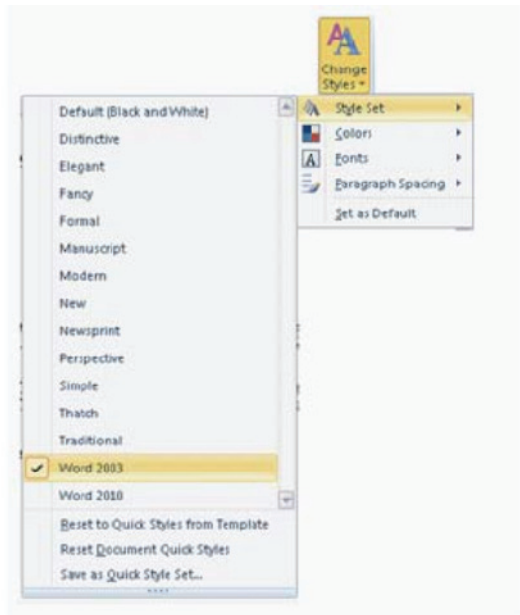 Change
Styles
Style Set
Colors
Fonts
Paragraph Spacing
Set as Default
Default (Black and White)
Distinctive
Elegant
Fancy
Formal
Manuscript
Modern
New
Newsprint
Perspective
Simple
Thatch
Traditional
Word 2003
Word 2010
Reset to Quick Styles from Template
Reset Document Quick Styles
Save as Quick Style Set...